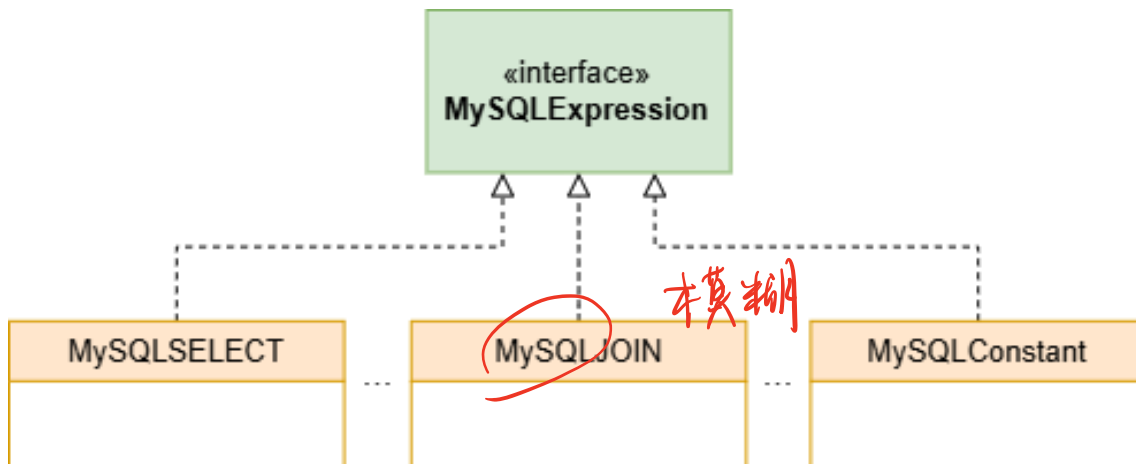 «interface»
MySQLExpression
模糊
MySQLSELECT
...
MySQLJOIN
...
MySQLConstant